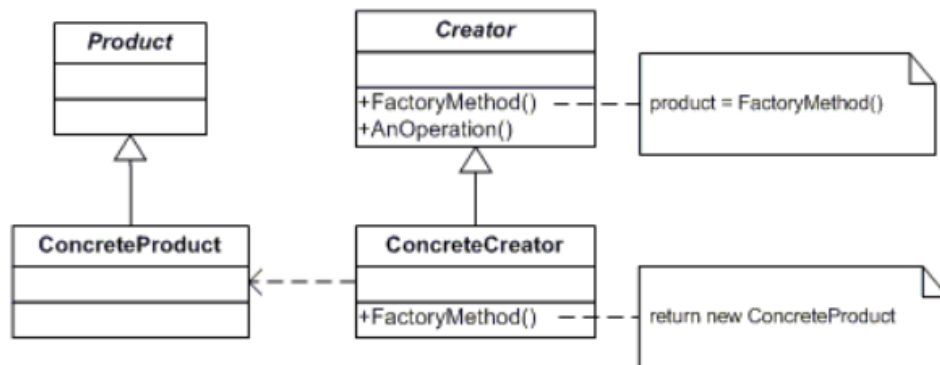 Product
Creator
+FactoryMethod()
+AnOperation()
product = FactoryMethod()
ConcreteProduct
ConcreteCreator
+FactoryMethod()
return new ConcreteProduct